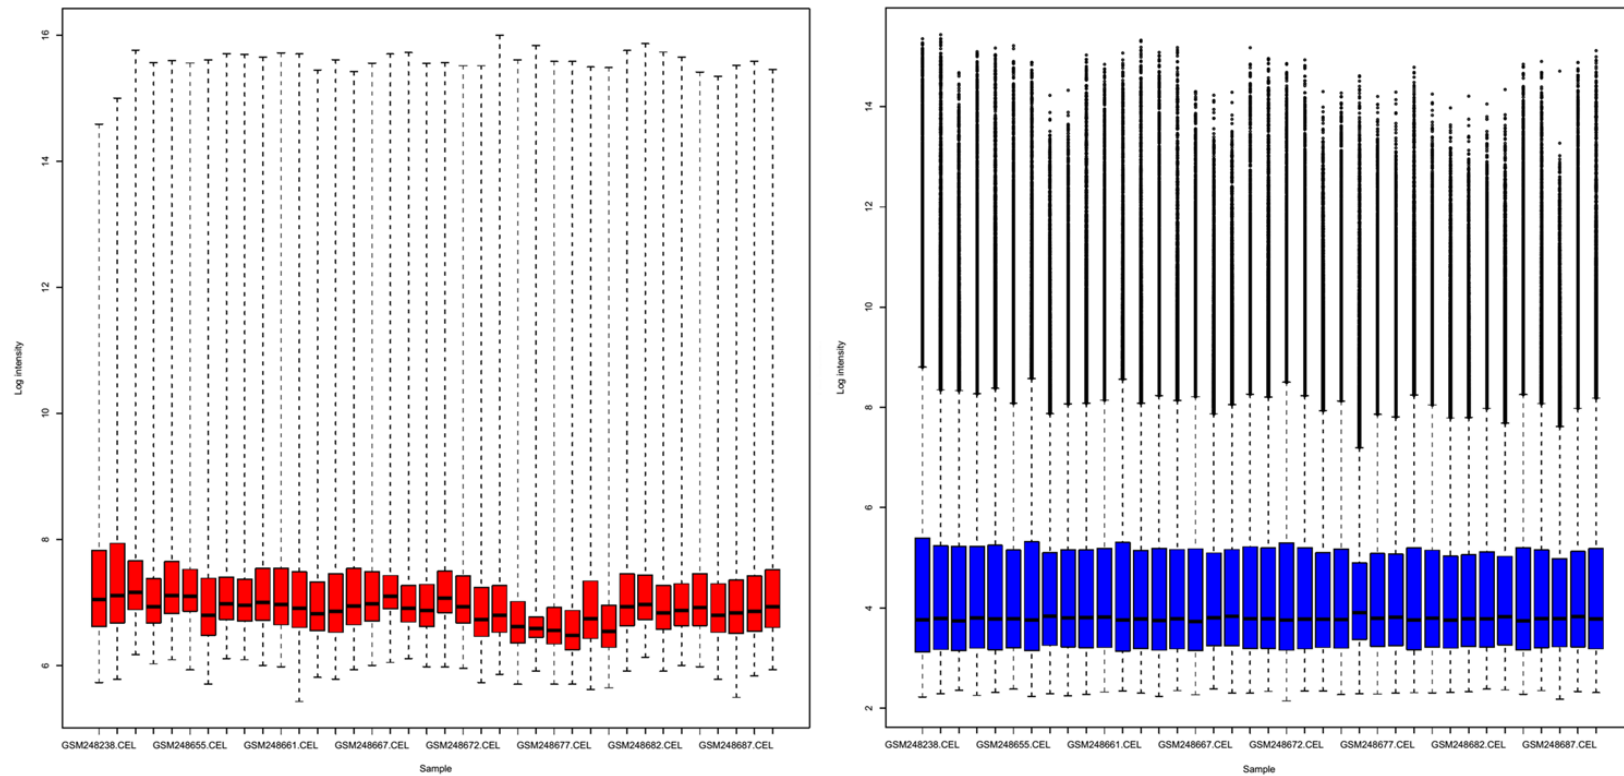 16
14
12
10
8
6
Log intensity
GSM248238.CEL GSM248655.CEL GSM248661.CEL GSM248667.CEL GSM248672.CEL GSM248677.CEL GSM248682.CEL GSM248687.CEL
Sample
14
12
10
8
6
4
2
Log intensity
GSM248238.CEL GSM248655.CEL GSM248661.CEL GSM248667.CEL GSM248672.CEL GSM248677.CEL GSM248682.CEL GSM248687.CEL
Sample